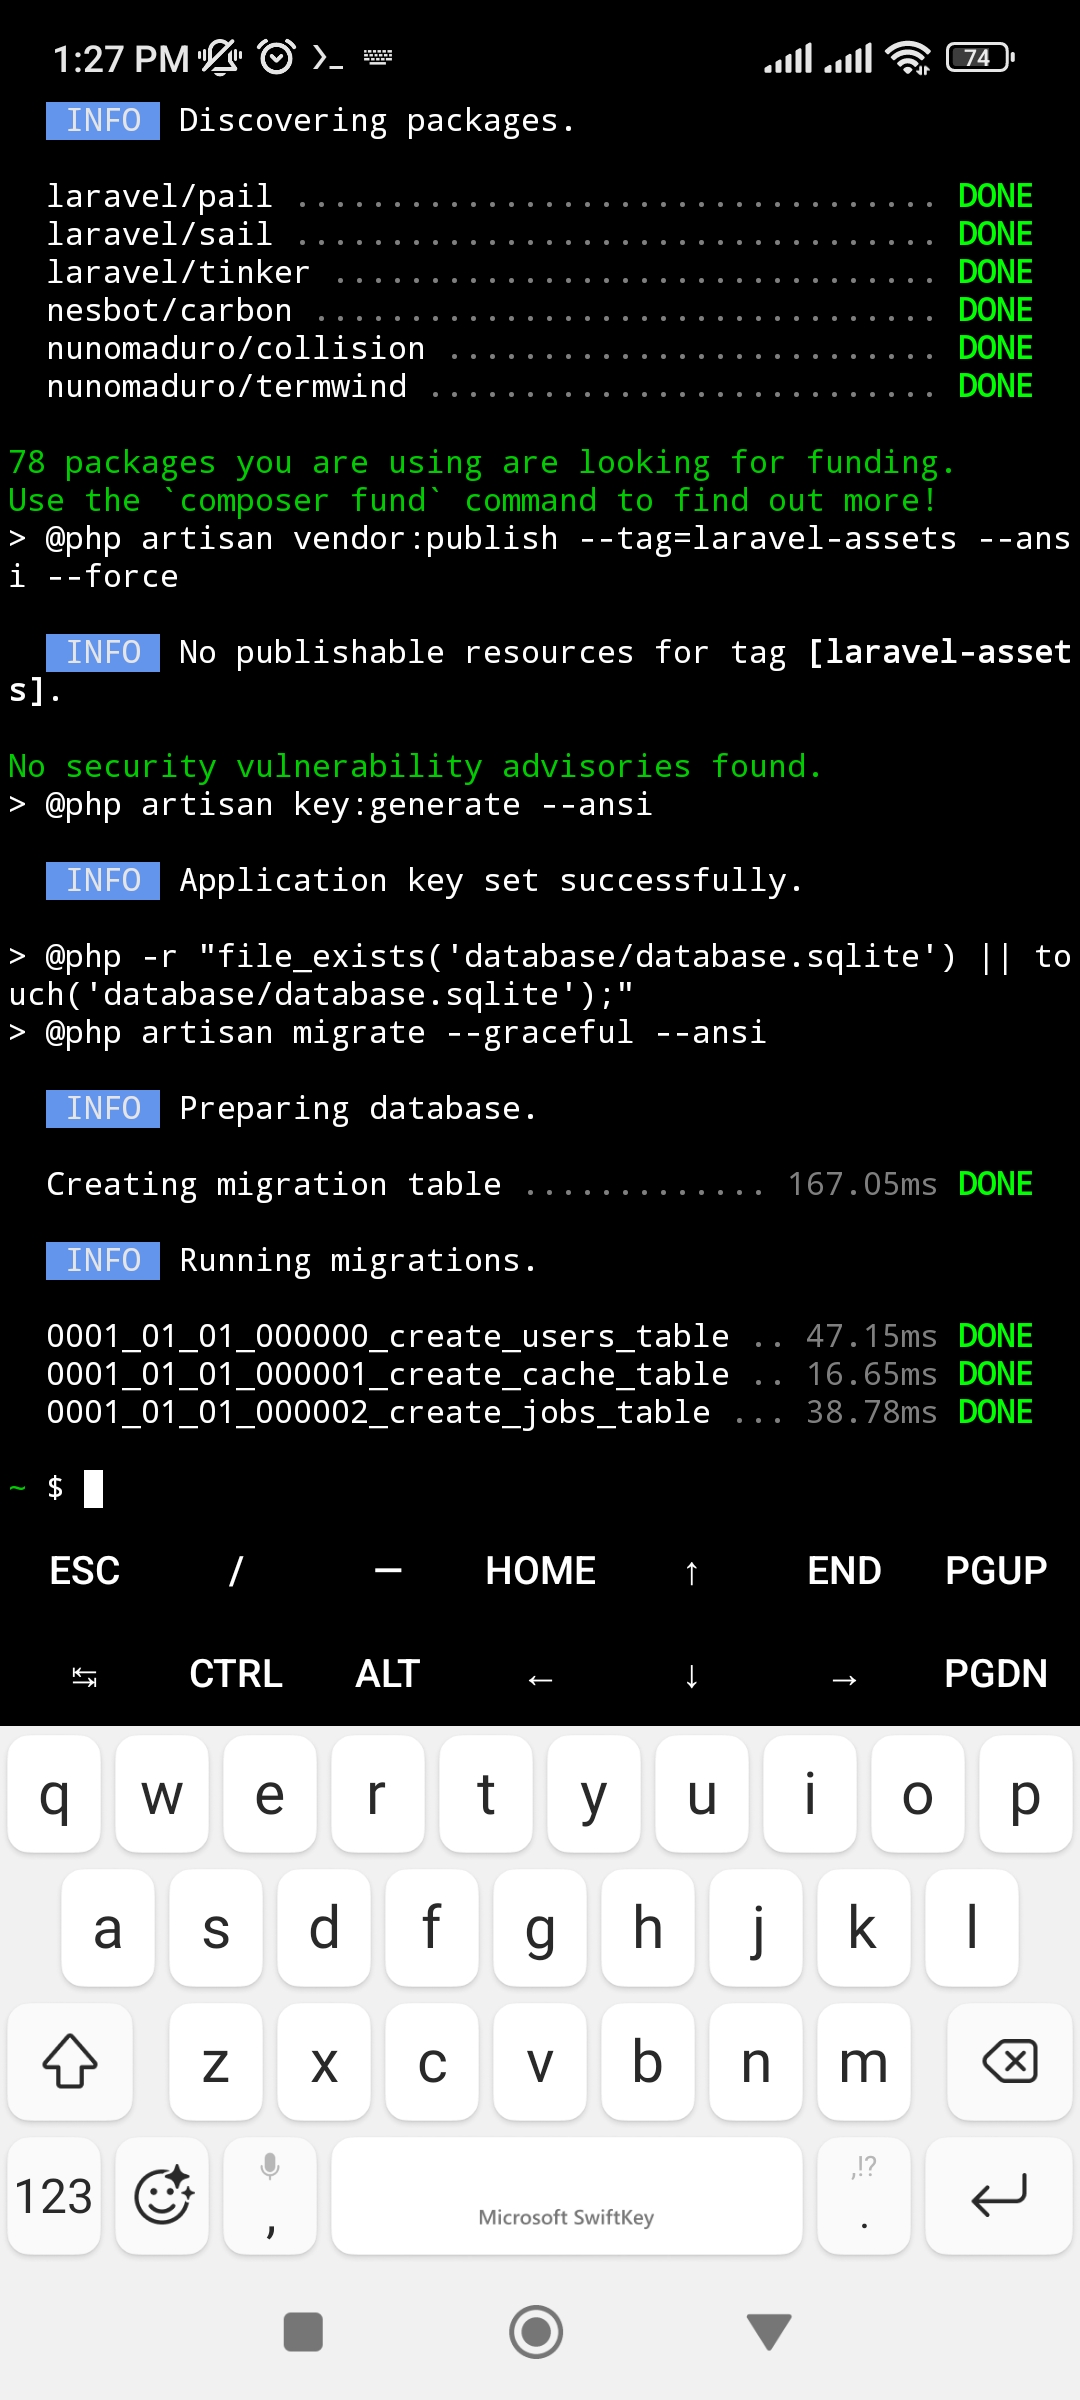 1:27 PM 74
INFO Discovering packages.
laravel/pail .................................. DONE
laravel/sail .................................. DONE
laravel/tinker ................................ DONE
nesbot/carbon ................................. DONE
nunomaduro/collision .......................... DONE
nunomaduro/termwind ........................... DONE
78 packages you are using are looking for funding.
Use the `composer fund` command to find out more!
> @php artisan vendor:publish --tag=laravel-assets --ans
i --force
INFO No publishable resources for tag [laravel-asset
s].
No security vulnerability advisories found.
> @php artisan key:generate --ansi
INFO Application key set successfully.
> @php -r "file_exists('database/database.sqlite') || to
uch('database/database.sqlite');"
> @php artisan migrate --graceful --ansi
INFO Preparing database.
Creating migration table ............. 167.05ms DONE
INFO Running migrations.
0001_01_01_000000_create_users_table .. 47.15ms DONE
0001_01_01_000001_create_cache_table .. 16.65ms DONE
0001_01_01_000002_create_jobs_table ... 38.78ms DONE
~ $
ESC / — HOME ↑ END PGUP
↹ CTRL ALT ← ↓ → PGDN
q w e r t y u i o p
a s d f g h j k l
z x c v b n m
123 , Microsoft SwiftKey ,!? .